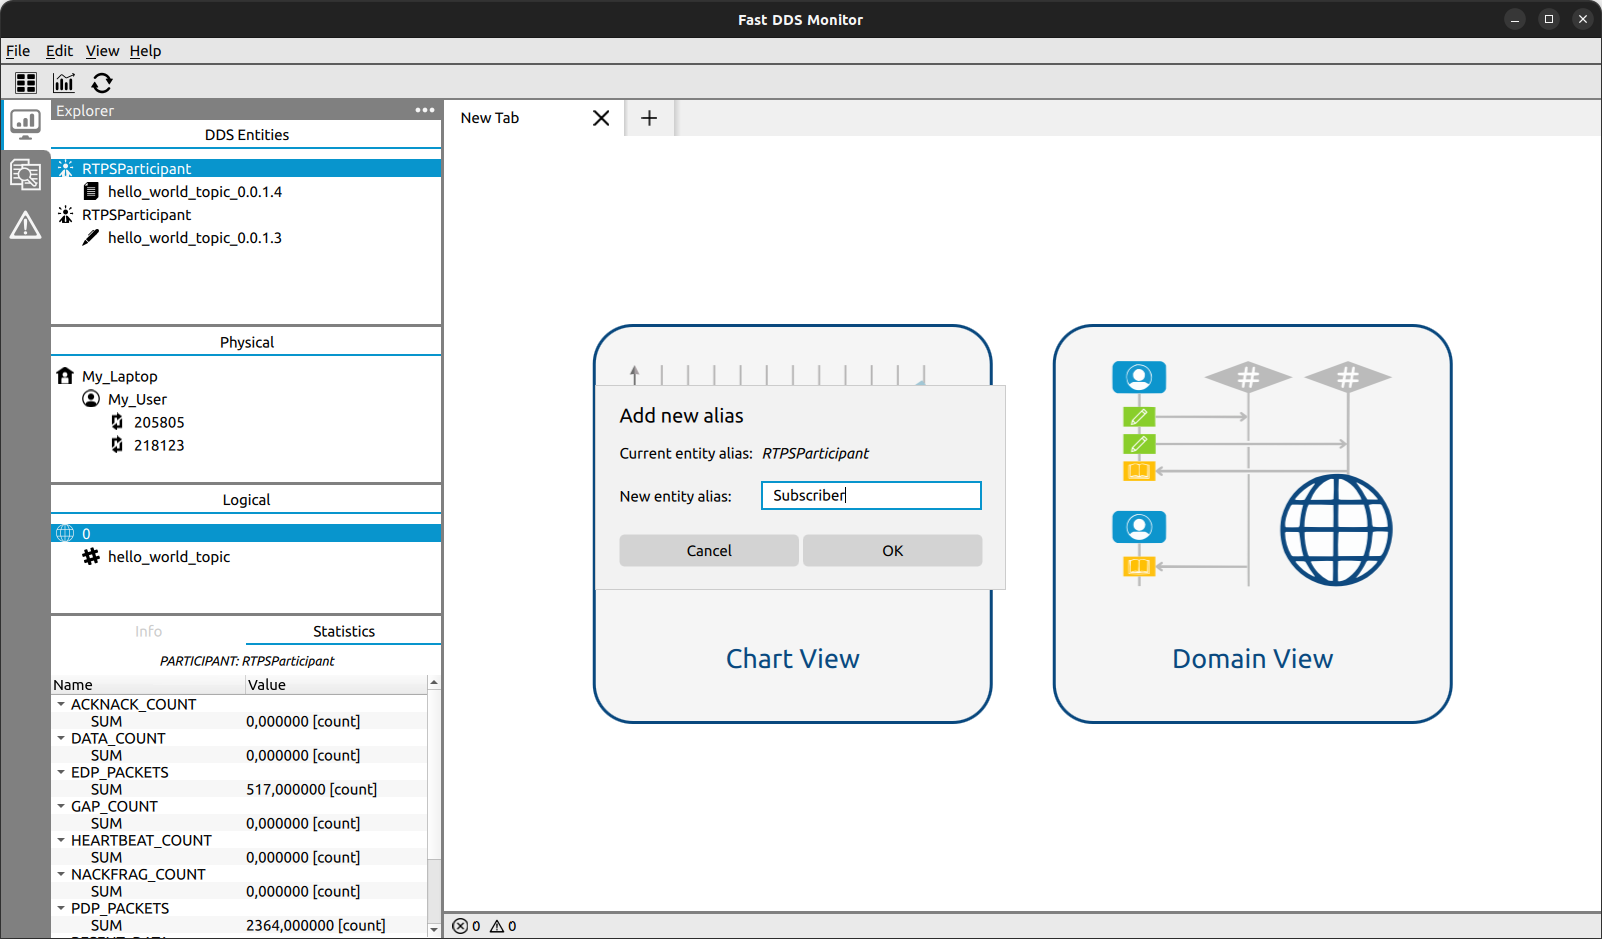 Fast DDS Monitor
File Edit View Help
Explorer
DDS Entities
RTPSParticipant
hello_world_topic_0.0.1.4
RTPSParticipant
hello_world_topic_0.0.1.3
Physical
My_Laptop
My_User
205805
218123
Logical
0
hello_world_topic
Info Statistics
PARTICIPANT: RTPSParticipant
Name Value
ACKNACK_COUNT
SUM 0,000000 [count]
DATA_COUNT
SUM 0,000000 [count]
EDP_PACKETS
SUM 517,000000 [count]
GAP_COUNT
SUM 0,000000 [count]
HEARTBEAT_COUNT
SUM 0,000000 [count]
NACKFRAG_COUNT
SUM 0,000000 [count]
PDP_PACKETS
SUM 2364,000000 [count]
New Tab
Add new alias
Current entity alias: RTPSParticipant
New entity alias: Subscriber
Cancel OK
Chart View
# #
Domain View
0 0